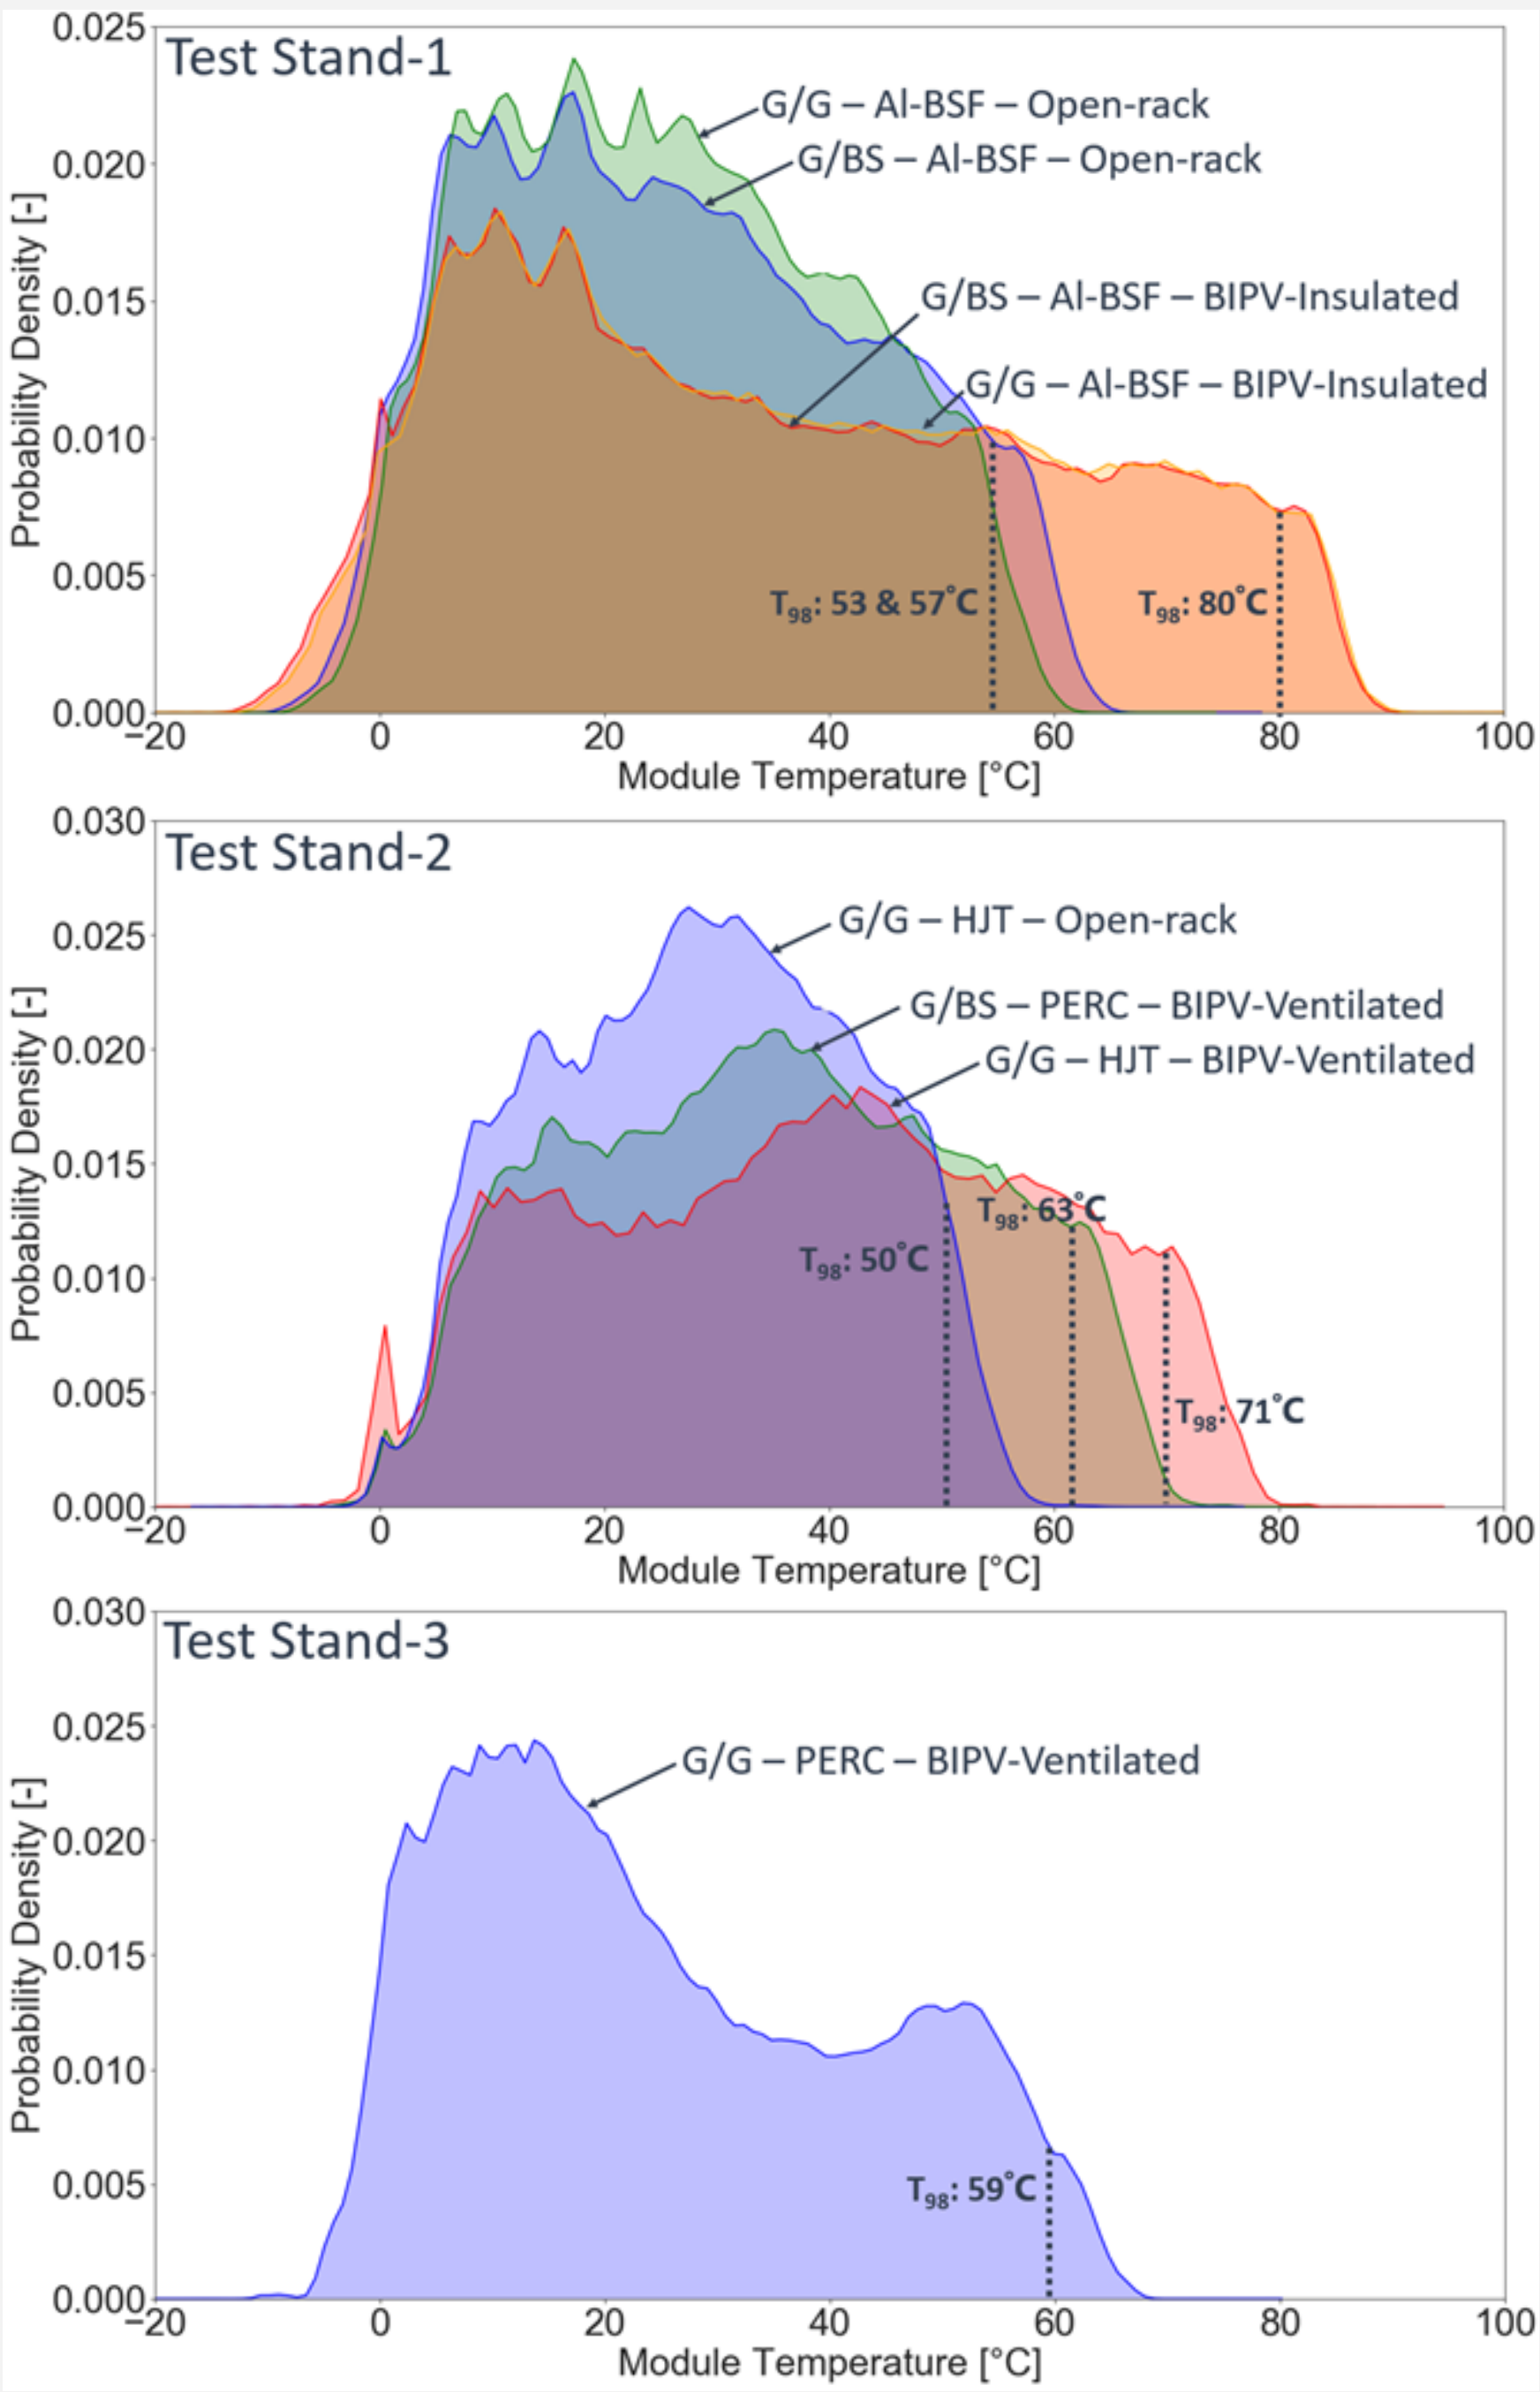 Test Stand-1
G/G – Al-BSF – Open-rack
G/BS – Al-BSF – Open-rack
G/BS – Al-BSF – BIPV-Insulated
G/G – Al-BSF – BIPV-Insulated
T98: 53 & 57°C
T98: 80°C
Probability Density [-]
0.025
0.020
0.015
0.010
0.005
0.000
−20 0 20 40 60 80 100
Module Temperature [°C]
Test Stand-2
G/G – HJT – Open-rack
G/BS – PERC – BIPV-Ventilated
G/G – HJT – BIPV-Ventilated
T98: 63°C
T98: 50°C
T98: 71°C
Probability Density [-]
0.030
0.025
0.020
0.015
0.010
0.005
0.000
−20 0 20 40 60 80 100
Module Temperature [°C]
Test Stand-3
G/G – PERC – BIPV-Ventilated
T98: 59°C
Probability Density [-]
0.030
0.025
0.020
0.015
0.010
0.005
0.000
−20 0 20 40 60 80 100
Module Temperature [°C]